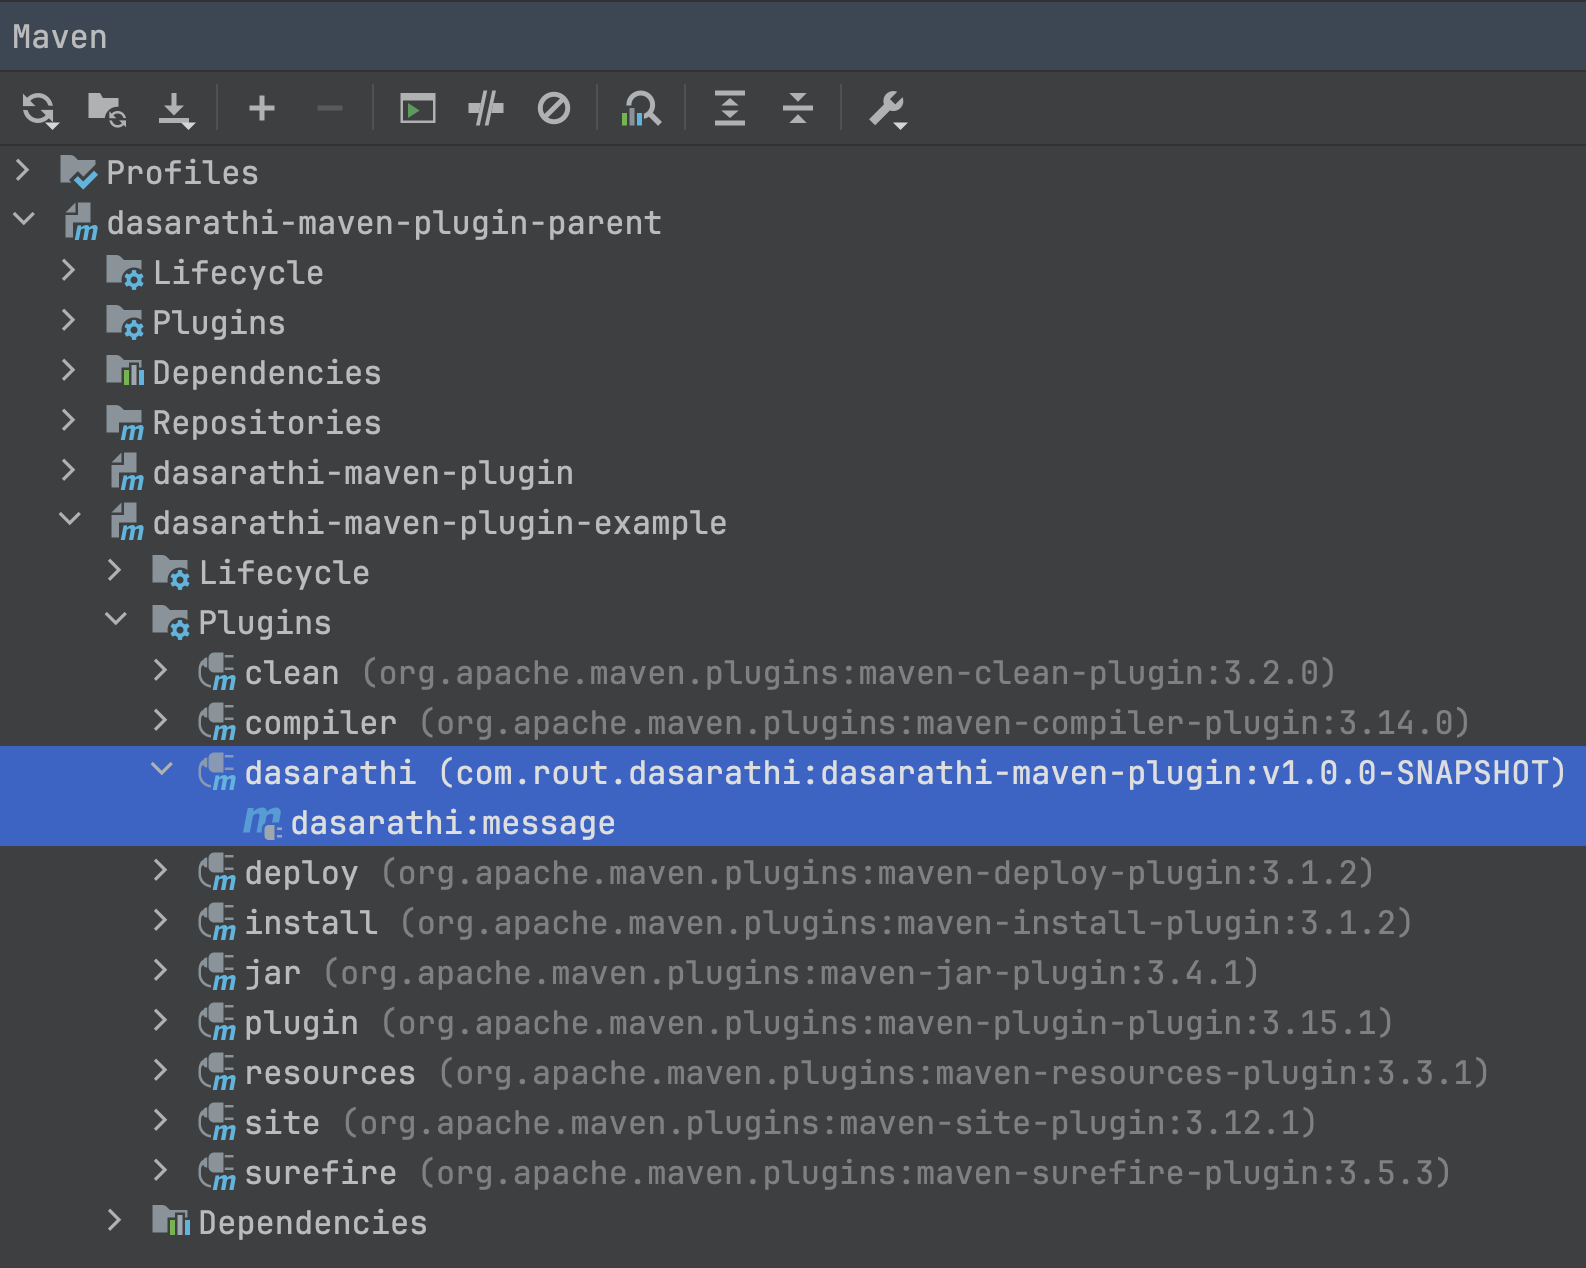 Maven
Profiles
dasarathi-maven-plugin-parent
Lifecycle
Plugins
Dependencies
Repositories
dasarathi-maven-plugin
dasarathi-maven-plugin-example
Lifecycle
Plugins
clean (org.apache.maven.plugins:maven-clean-plugin:3.2.0)
compiler (org.apache.maven.plugins:maven-compiler-plugin:3.14.0)
dasarathi (com.rout.dasarathi:dasarathi-maven-plugin:v1.0.0-SNAPSHOT)
dasarathi:message
deploy (org.apache.maven.plugins:maven-deploy-plugin:3.1.2)
install (org.apache.maven.plugins:maven-install-plugin:3.1.2)
jar (org.apache.maven.plugins:maven-jar-plugin:3.4.1)
plugin (org.apache.maven.plugins:maven-plugin-plugin:3.15.1)
resources (org.apache.maven.plugins:maven-resources-plugin:3.3.1)
site (org.apache.maven.plugins:maven-site-plugin:3.12.1)
surefire (org.apache.maven.plugins:maven-surefire-plugin:3.5.3)
Dependencies